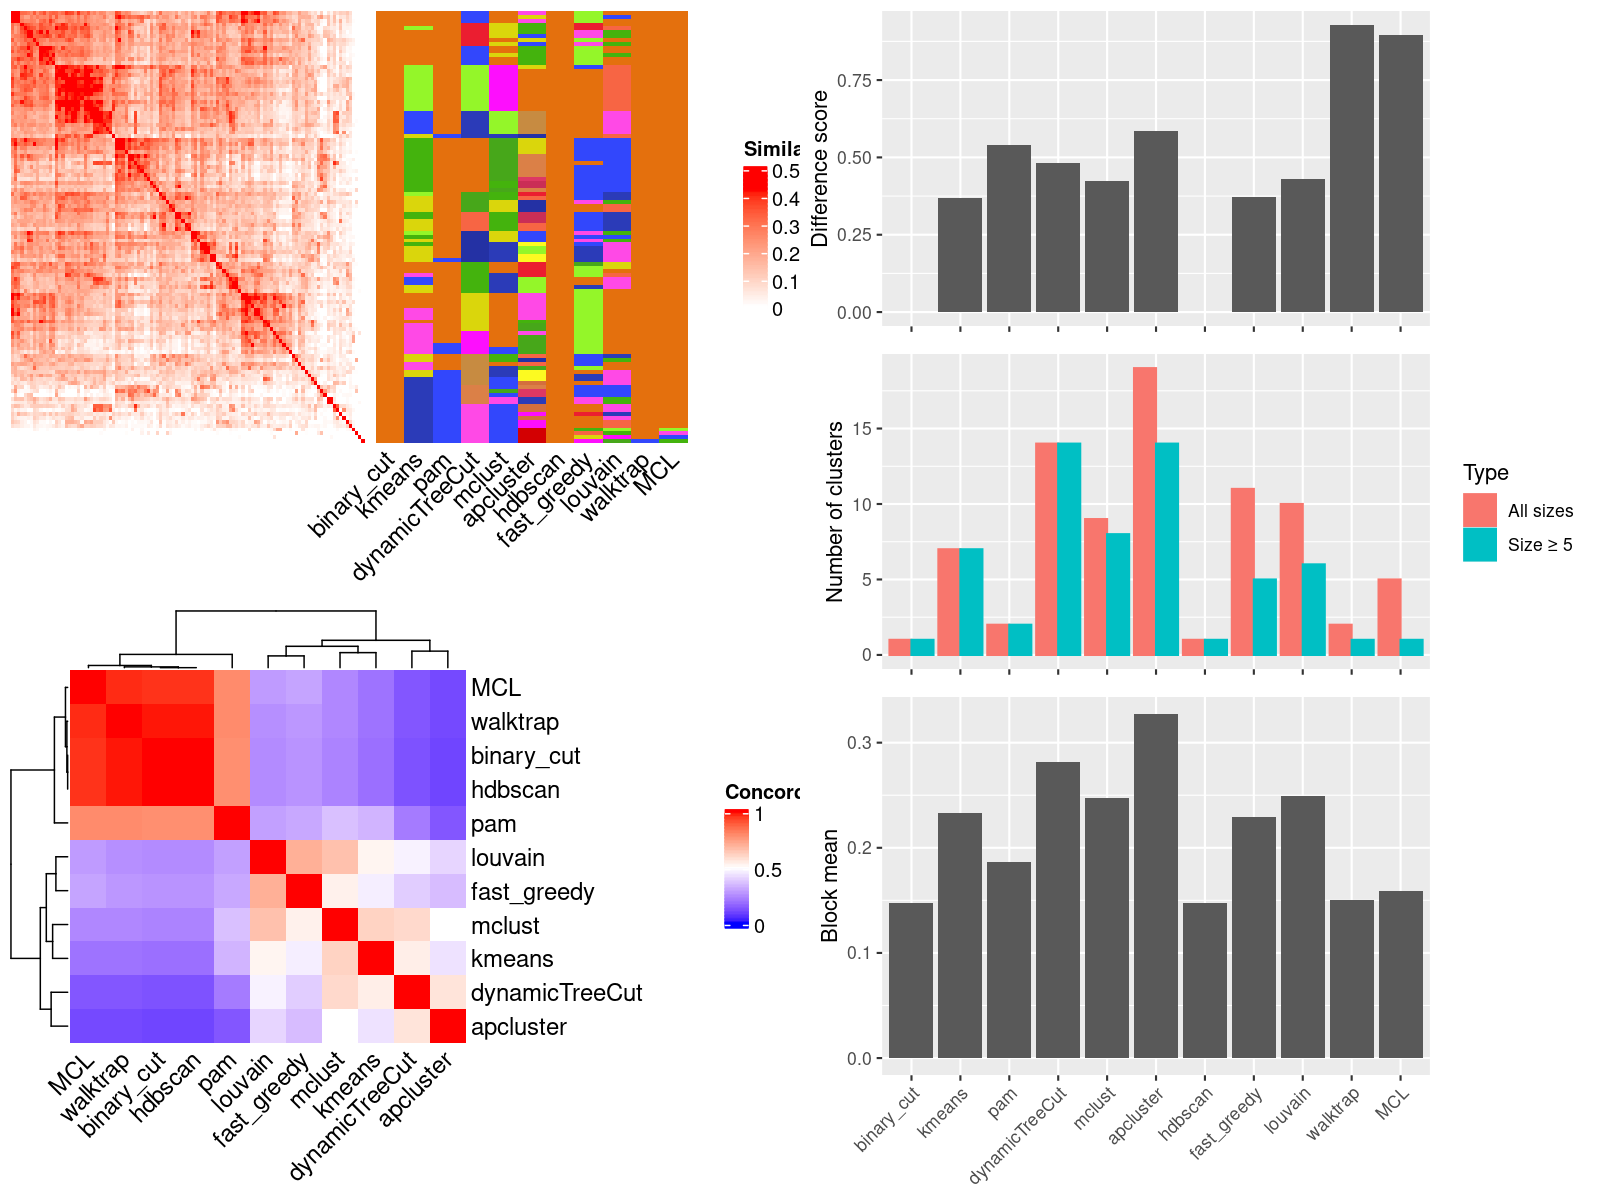 Simila
0.5
0.4
0.3
0.2
0.1
0
binary_cut
kmeans
pam
dynamicTreeCut
mclust
apcluster
hdbscan
fast_greedy
louvain
walktrap
MCL
MCL
walktrap
binary_cut
hdbscan
pam
louvain
fast_greedy
mclust
kmeans
dynamicTreeCut
apcluster
Concord
1
0.5
0
MCL
walktrap
binary_cut
hdbscan
pam
louvain
fast_greedy
mclust
kmeans
dynamicTreeCut
apcluster
Difference score
0.75
0.50
0.25
0.00
Number of clusters
15
10
5
0
Type
All sizes
Size ≥ 5
Block mean
0.3
0.2
0.1
0.0
binary_cut
kmeans
pam
dynamicTreeCut
mclust
apcluster
hdbscan
fast_greedy
louvain
walktrap
MCL